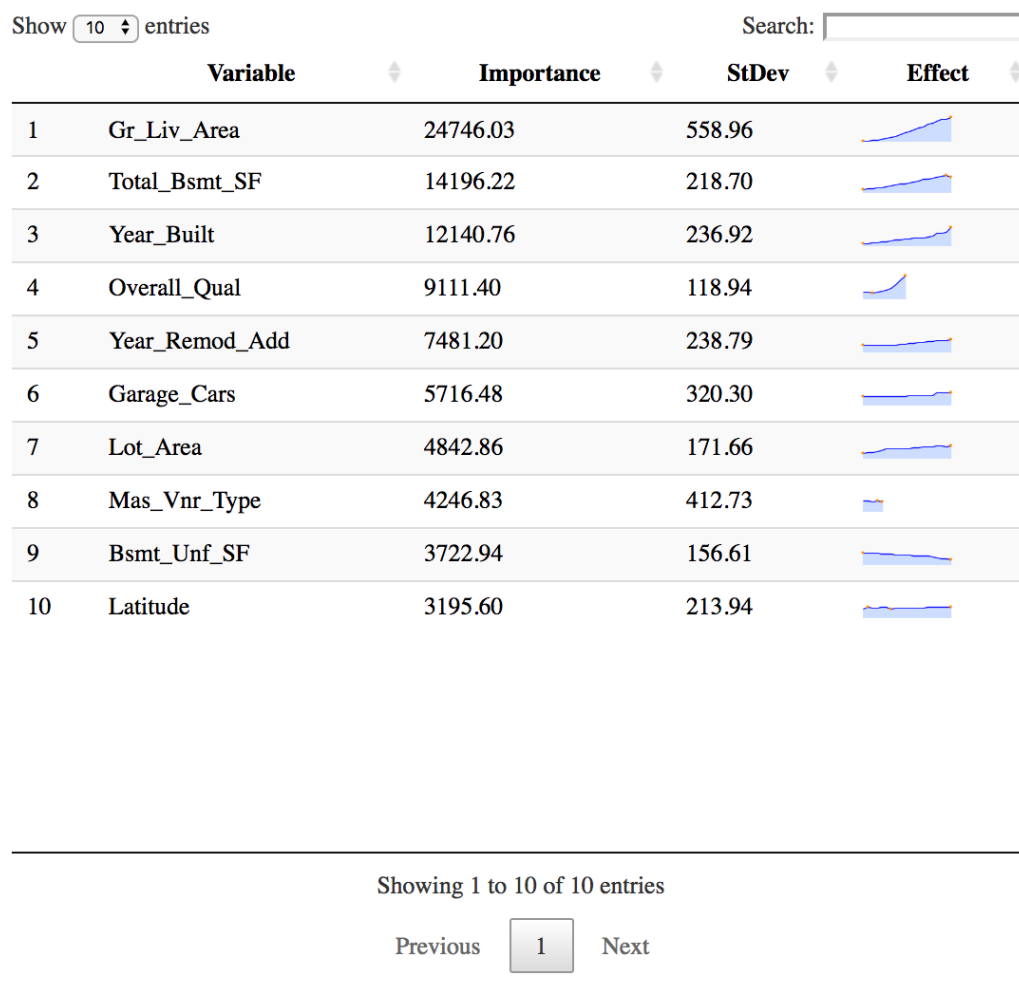 Show 10 entries Search:
Variable Importance StDev Effect
1 Gr_Liv_Area 24746.03 558.96
2 Total_Bsmt_SF 14196.22 218.70
3 Year_Built 12140.76 236.92
4 Overall_Qual 9111.40 118.94
5 Year_Remod_Add 7481.20 238.79
6 Garage_Cars 5716.48 320.30
7 Lot_Area 4842.86 171.66
8 Mas_Vnr_Type 4246.83 412.73
9 Bsmt_Unf_SF 3722.94 156.61
10 Latitude 3195.60 213.94
Showing 1 to 10 of 10 entries
Previous 1 Next